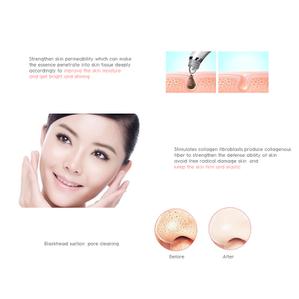 Strengthen skin permeability which can make
the essence penetrate into skin tissue deeply
accordingly to improve the skin moisture
and get bright and shining
Stimulates collagen fibroblasts produce collagenous
fiber to strengthen the defense ability of skin
avoid free radical damage skin and
keep the skin firm and elastic
Blackhead suction pore cleaning
Before
After